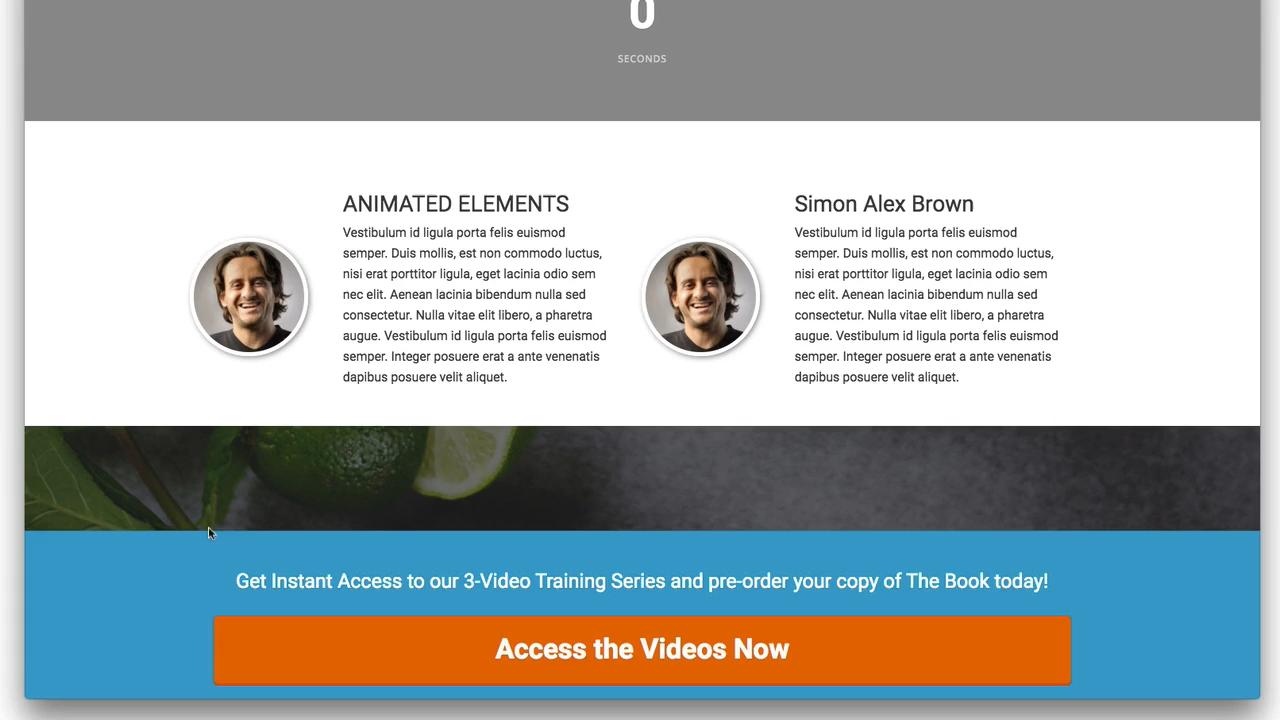 0
SECONDS
ANIMATED ELEMENTS
Vestibulum id ligula porta felis euismod
semper. Duis mollis, est non commodo luctus,
nisi erat porttitor ligula, eget lacinia odio sem
nec elit. Aenean lacinia bibendum nulla sed
consectetur. Nulla vitae elit libero, a pharetra
augue. Vestibulum id ligula porta felis euismod
semper. Integer posuere erat a ante venenatis
dapibus posuere velit aliquet.
Simon Alex Brown
Vestibulum id ligula porta felis euismod
semper. Duis mollis, est non commodo luctus,
nisi erat porttitor ligula, eget lacinia odio sem
nec elit. Aenean lacinia bibendum nulla sed
consectetur. Nulla vitae elit libero, a pharetra
augue. Vestibulum id ligula porta felis euismod
semper. Integer posuere erat a ante venenatis
dapibus posuere velit aliquet.
Get Instant Access to our 3-Video Training Series and pre-order your copy of The Book today!
Access the Videos Now